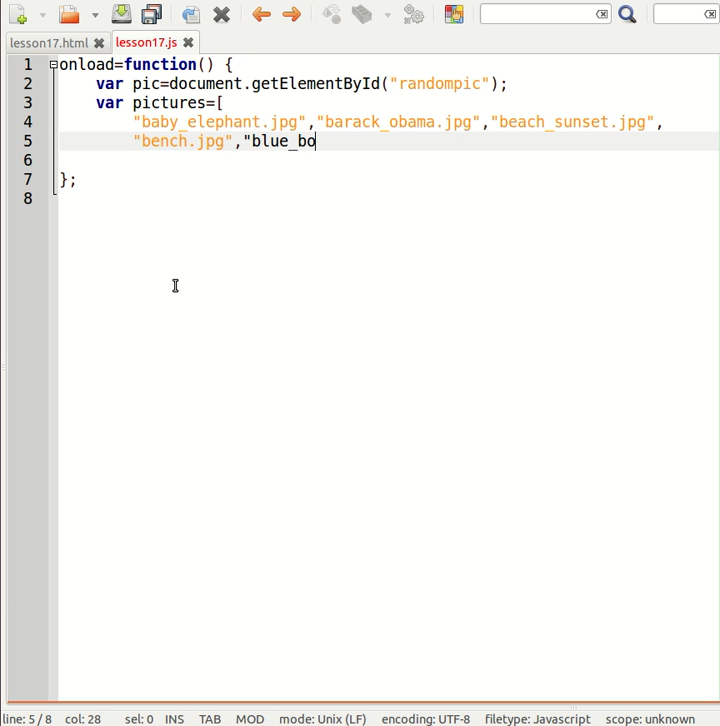 lesson17.html lesson17.js
1 onload=function() {
2 var pic=document.getElementById("randompic");
3 var pictures=[
4 "baby_elephant.jpg","barack_obama.jpg","beach_sunset.jpg",
5 "bench.jpg","blue_bo
6
7 };
8
line: 5 / 8 col: 28 sel: 0 INS TAB MOD mode: Unix (LF) encoding: UTF-8 filetype: Javascript scope: unknown